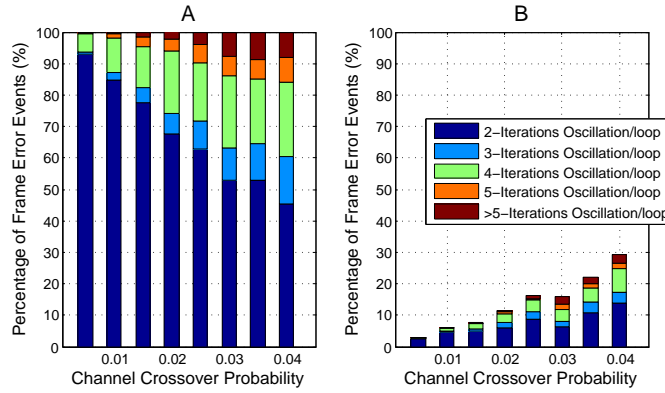 A
B
Percentage of Frame Error Events (%)
100
90
80
70
60
50
40
30
20
10
0
0.01
0.02
0.03
0.04
Channel Crossover Probability
Percentage of Frame Error Events (%)
100
90
80
70
60
50
40
30
20
10
0
2−Iterations Oscillation/loop
3−Iterations Oscillation/loop
4−Iterations Oscillation/loop
5−Iterations Oscillation/loop
>5−Iterations Oscillation/loop
0.01
0.02
0.03
0.04
Channel Crossover Probability